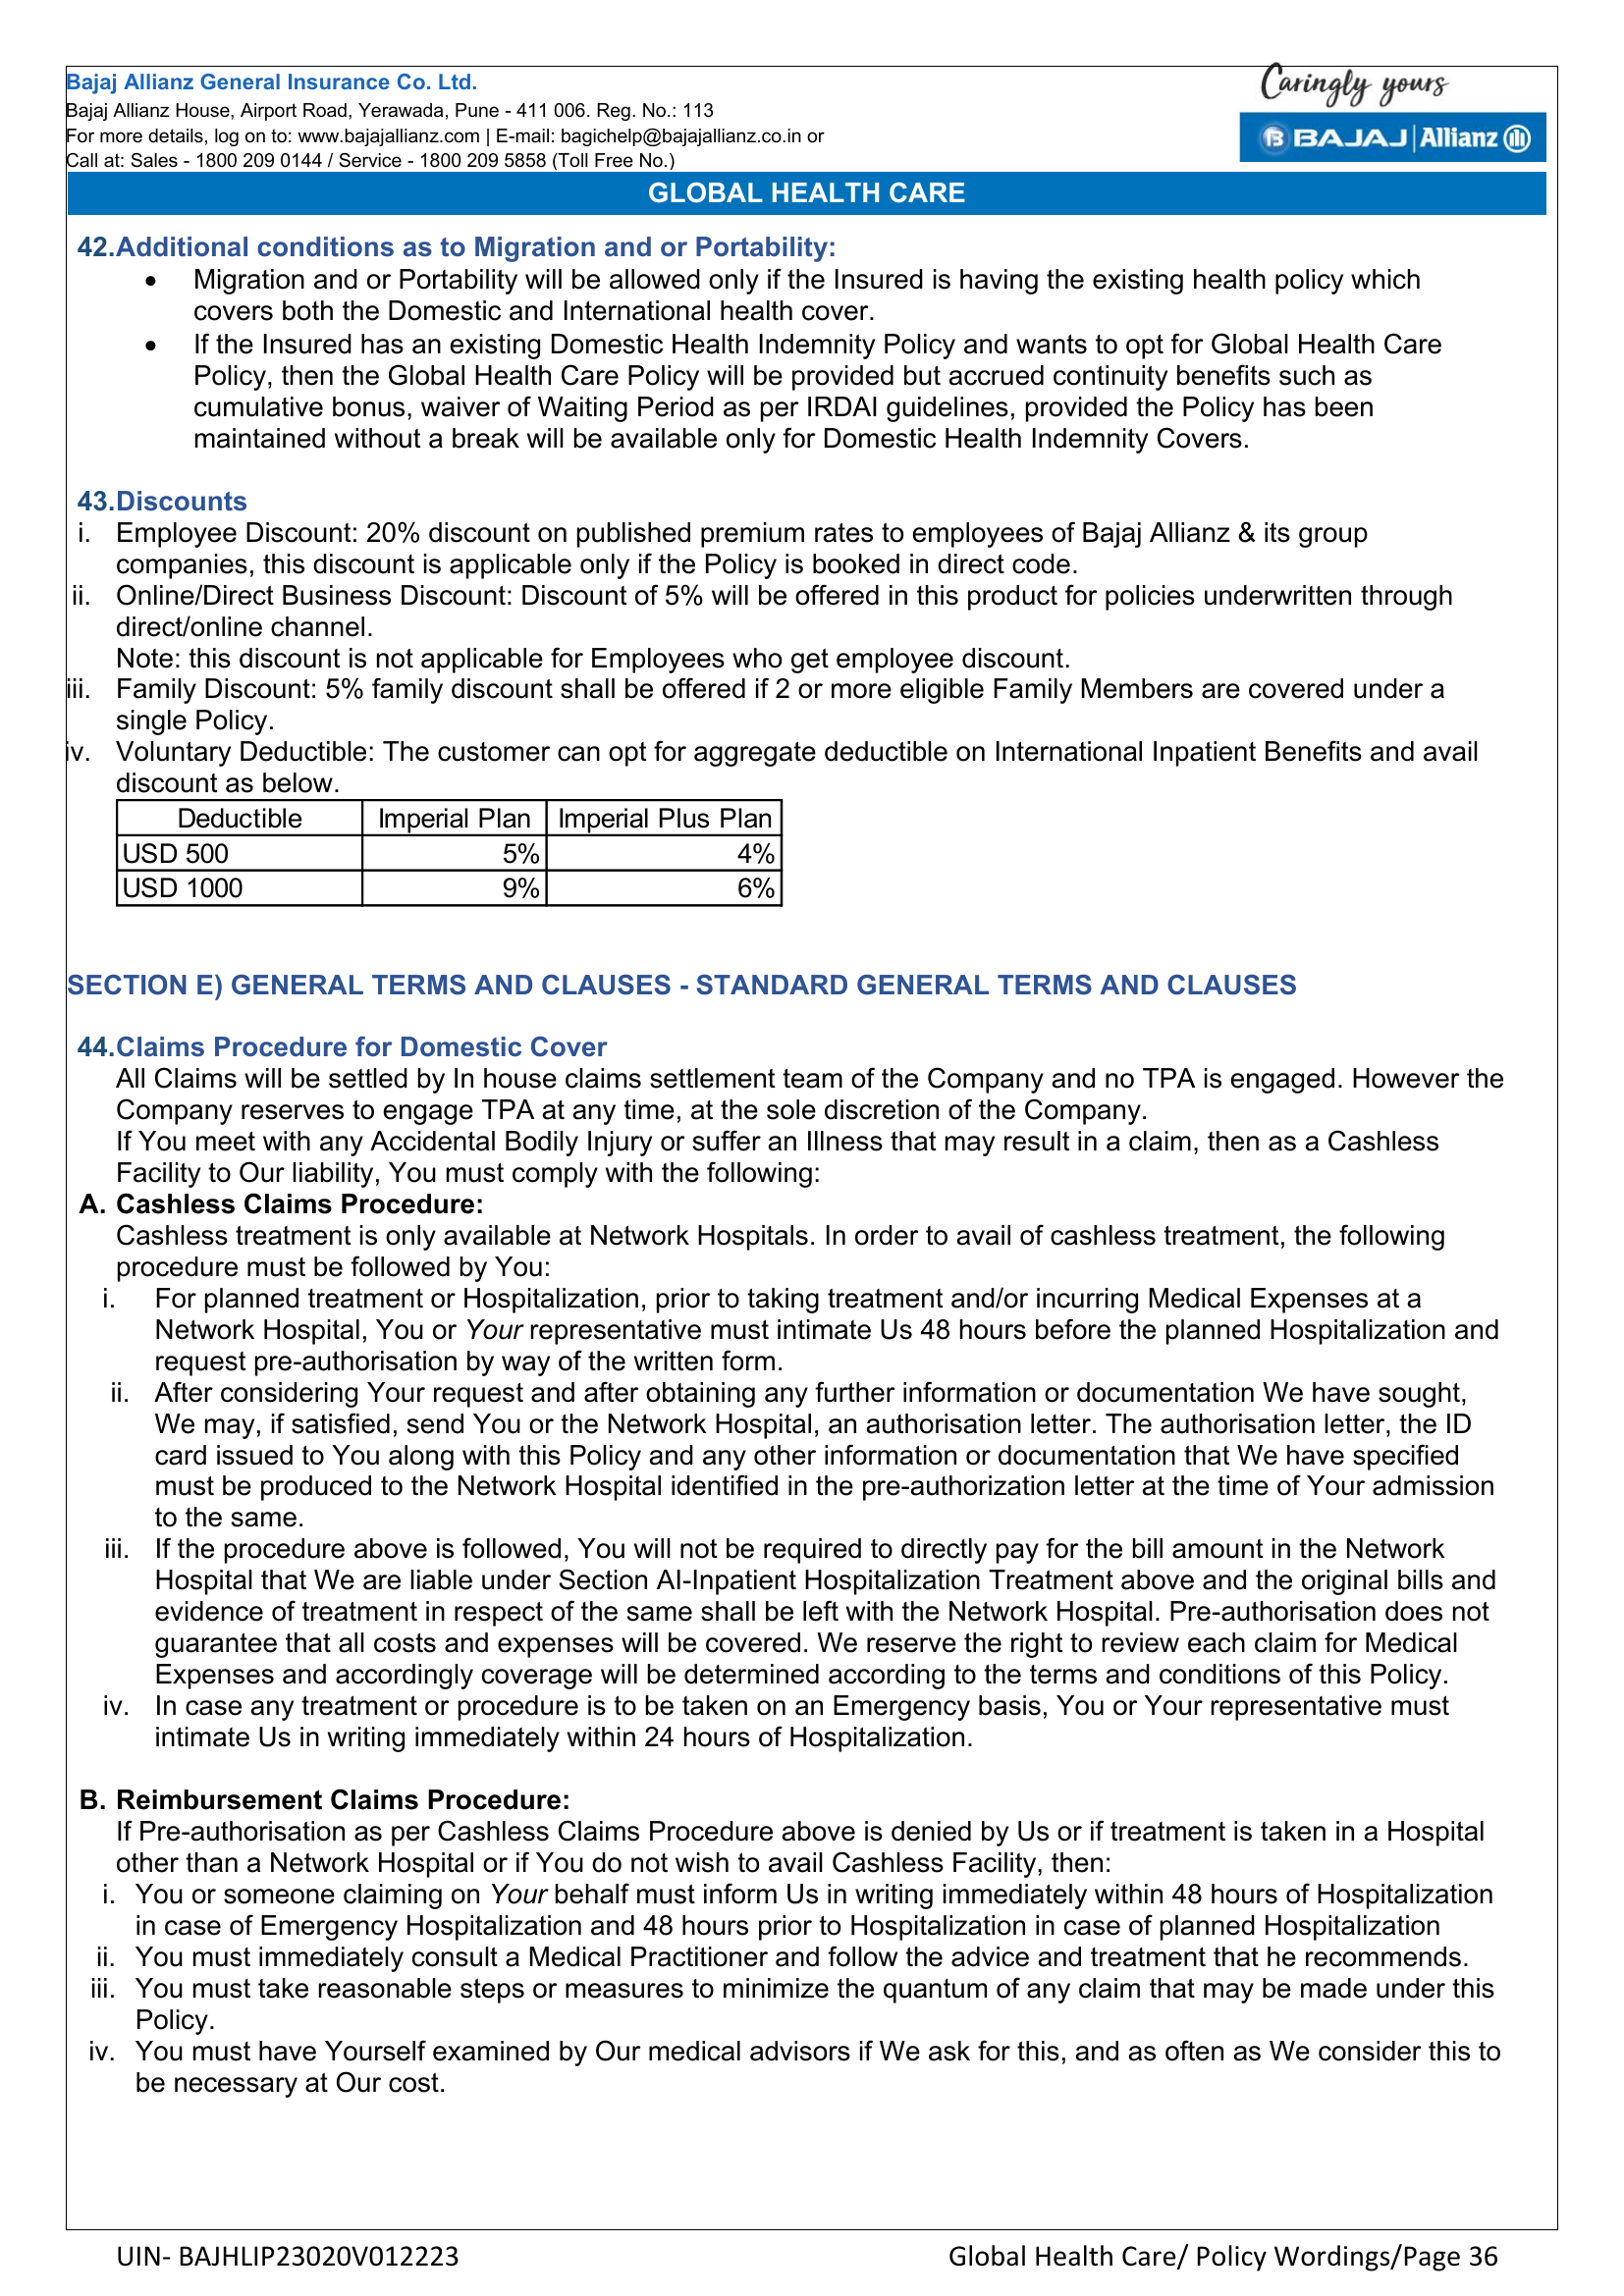 Bajaj Allianz General Insurance Co. Ltd.
Bajaj Allianz House, Airport Road, Yerawada, Pune - 411 006. Reg. No.: 113
For more details, log on to: www.bajajallianz.com | E-mail: bagichelp@bajajallianz.co.in or
Call at: Sales - 1800 209 0144 / Service - 1800 209 5858 (Toll Free No.)
Caringly yours
B BAJAJ | Allianz
GLOBAL HEALTH CARE
42.Additional conditions as to Migration and or Portability:
• Migration and or Portability will be allowed only if the Insured is having the existing health policy which
covers both the Domestic and International health cover.
• If the Insured has an existing Domestic Health Indemnity Policy and wants to opt for Global Health Care
Policy, then the Global Health Care Policy will be provided but accrued continuity benefits such as
cumulative bonus, waiver of Waiting Period as per IRDAI guidelines, provided the Policy has been
maintained without a break will be available only for Domestic Health Indemnity Covers.
43.Discounts
i. Employee Discount: 20% discount on published premium rates to employees of Bajaj Allianz & its group
companies, this discount is applicable only if the Policy is booked in direct code.
ii. Online/Direct Business Discount: Discount of 5% will be offered in this product for policies underwritten through
direct/online channel.
Note: this discount is not applicable for Employees who get employee discount.
iii. Family Discount: 5% family discount shall be offered if 2 or more eligible Family Members are covered under a
single Policy.
iv. Voluntary Deductible: The customer can opt for aggregate deductible on International Inpatient Benefits and avail
discount as below.
Deductible Imperial Plan Imperial Plus Plan
USD 500 5% 4%
USD 1000 9% 6%
SECTION E) GENERAL TERMS AND CLAUSES - STANDARD GENERAL TERMS AND CLAUSES
44.Claims Procedure for Domestic Cover
All Claims will be settled by In house claims settlement team of the Company and no TPA is engaged. However the
Company reserves to engage TPA at any time, at the sole discretion of the Company.
If You meet with any Accidental Bodily Injury or suffer an Illness that may result in a claim, then as a Cashless
Facility to Our liability, You must comply with the following:
A. Cashless Claims Procedure:
Cashless treatment is only available at Network Hospitals. In order to avail of cashless treatment, the following
procedure must be followed by You:
i. For planned treatment or Hospitalization, prior to taking treatment and/or incurring Medical Expenses at a
Network Hospital, You or Your representative must intimate Us 48 hours before the planned Hospitalization and
request pre-authorisation by way of the written form.
ii. After considering Your request and after obtaining any further information or documentation We have sought,
We may, if satisfied, send You or the Network Hospital, an authorisation letter. The authorisation letter, the ID
card issued to You along with this Policy and any other information or documentation that We have specified
must be produced to the Network Hospital identified in the pre-authorization letter at the time of Your admission
to the same.
iii. If the procedure above is followed, You will not be required to directly pay for the bill amount in the Network
Hospital that We are liable under Section AI-Inpatient Hospitalization Treatment above and the original bills and
evidence of treatment in respect of the same shall be left with the Network Hospital. Pre-authorisation does not
guarantee that all costs and expenses will be covered. We reserve the right to review each claim for Medical
Expenses and accordingly coverage will be determined according to the terms and conditions of this Policy.
iv. In case any treatment or procedure is to be taken on an Emergency basis, You or Your representative must
intimate Us in writing immediately within 24 hours of Hospitalization.
B. Reimbursement Claims Procedure:
If Pre-authorisation as per Cashless Claims Procedure above is denied by Us or if treatment is taken in a Hospital
other than a Network Hospital or if You do not wish to avail Cashless Facility, then:
i. You or someone claiming on Your behalf must inform Us in writing immediately within 48 hours of Hospitalization
in case of Emergency Hospitalization and 48 hours prior to Hospitalization in case of planned Hospitalization
ii. You must immediately consult a Medical Practitioner and follow the advice and treatment that he recommends.
iii. You must take reasonable steps or measures to minimize the quantum of any claim that may be made under this
Policy.
iv. You must have Yourself examined by Our medical advisors if We ask for this, and as often as We consider this to
be necessary at Our cost.
UIN- BAJHLIP23020V012223 Global Health Care/ Policy Wordings/Page 36